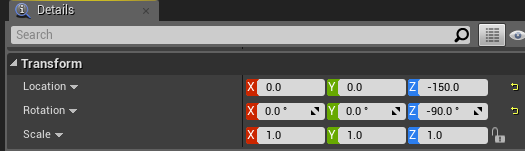 Details
Search
Transform
Location X 0.0 Y 0.0 Z -150.0
Rotation X 0.0 ° Y 0.0 ° Z -90.0 °
Scale X 1.0 Y 1.0 Z 1.0